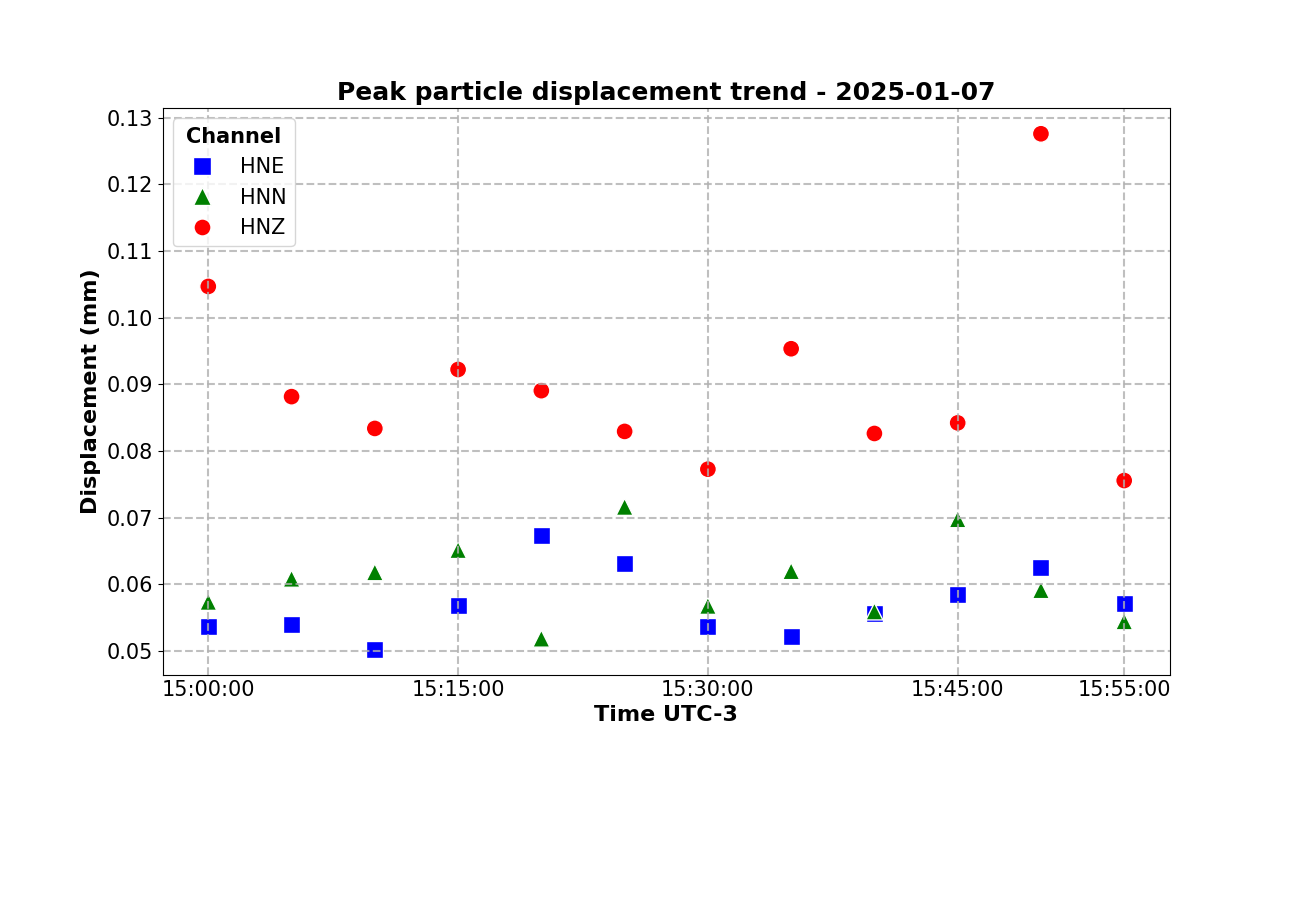 Peak particle displacement trend - 2025-01-07
Channel
HNE
HNN
HNZ
Displacement (mm)
0.13
0.12
0.11
0.10
0.09
0.08
0.07
0.06
0.05
15:00:00 15:15:00 15:30:00 15:45:00 15:55:00
Time UTC-3